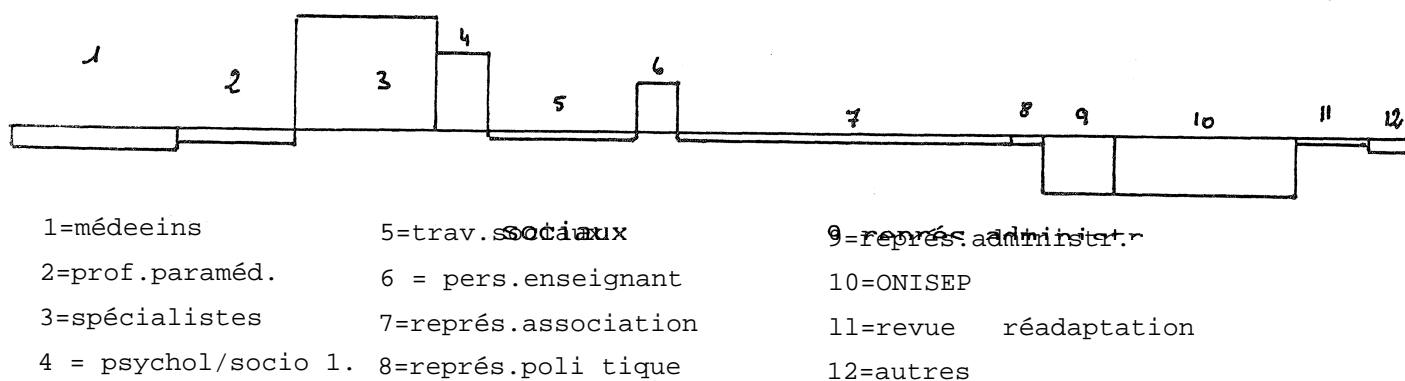 1
2
3
4
5
6
7
8
9
10
11
12
1=médeeins
2=prof.paraméd.
3=spécialistes
4 = psychol/socio l.
5=trav.sociaux
6 = pers.enseignant
7=représ.association
8=représ.poli tique
9=représ.administr.
10=ONISEP
11=revue réadaptation
12=autres